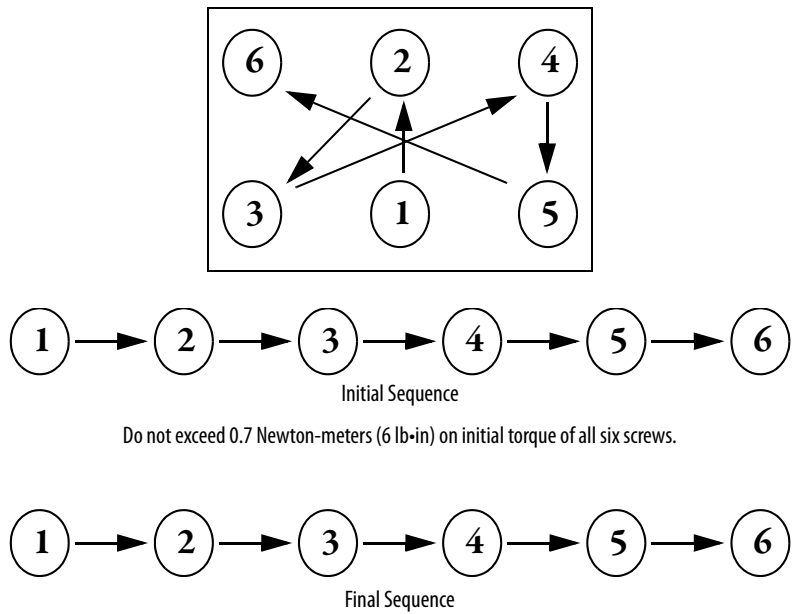 6 2 4
3 1 5
1 2 3 4 5 6
Initial Sequence
Do not exceed 0.7 Newton-meters (6 lb•in) on initial torque of all six screws.
1 2 3 4 5 6
Final Sequence